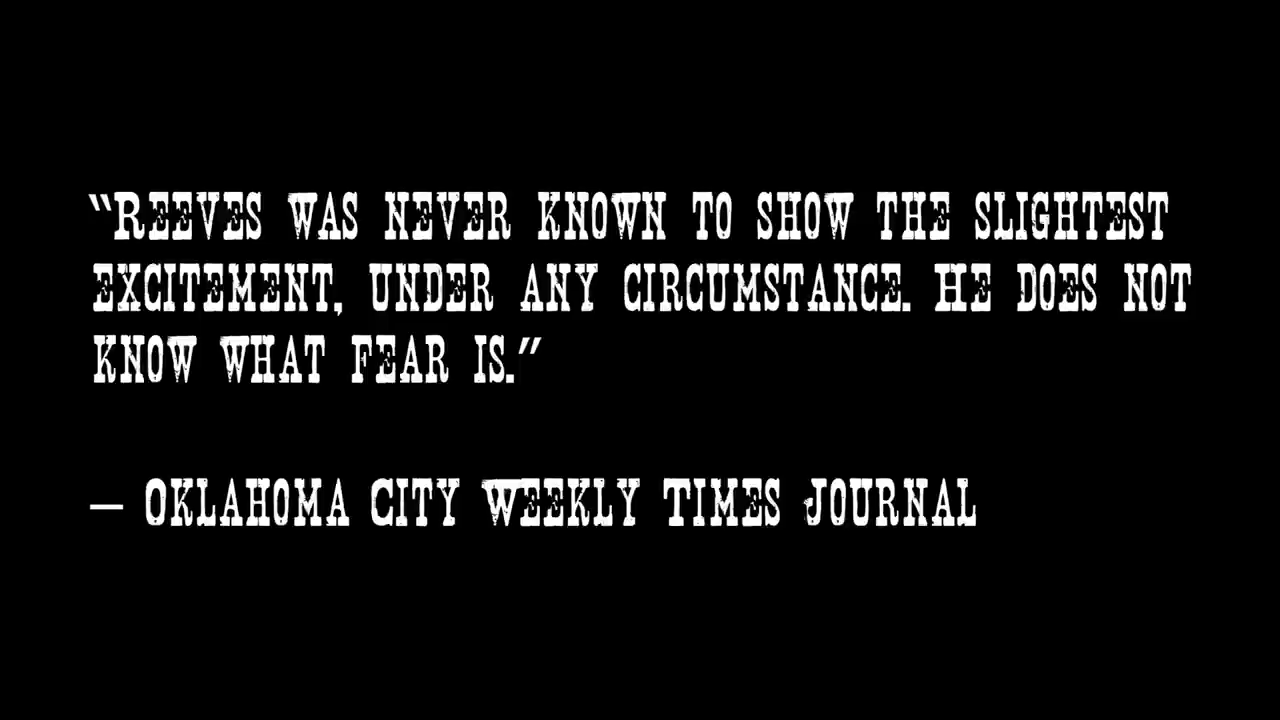 “REEVES WAS NEVER KNOWN TO SHOW THE SLIGHTEST
EXCITEMENT, UNDER ANY CIRCUMSTANCE. HE DOES NOT
KNOW WHAT FEAR IS.”
— OKLAHOMA CITY WEEKLY TIMES JOURNAL